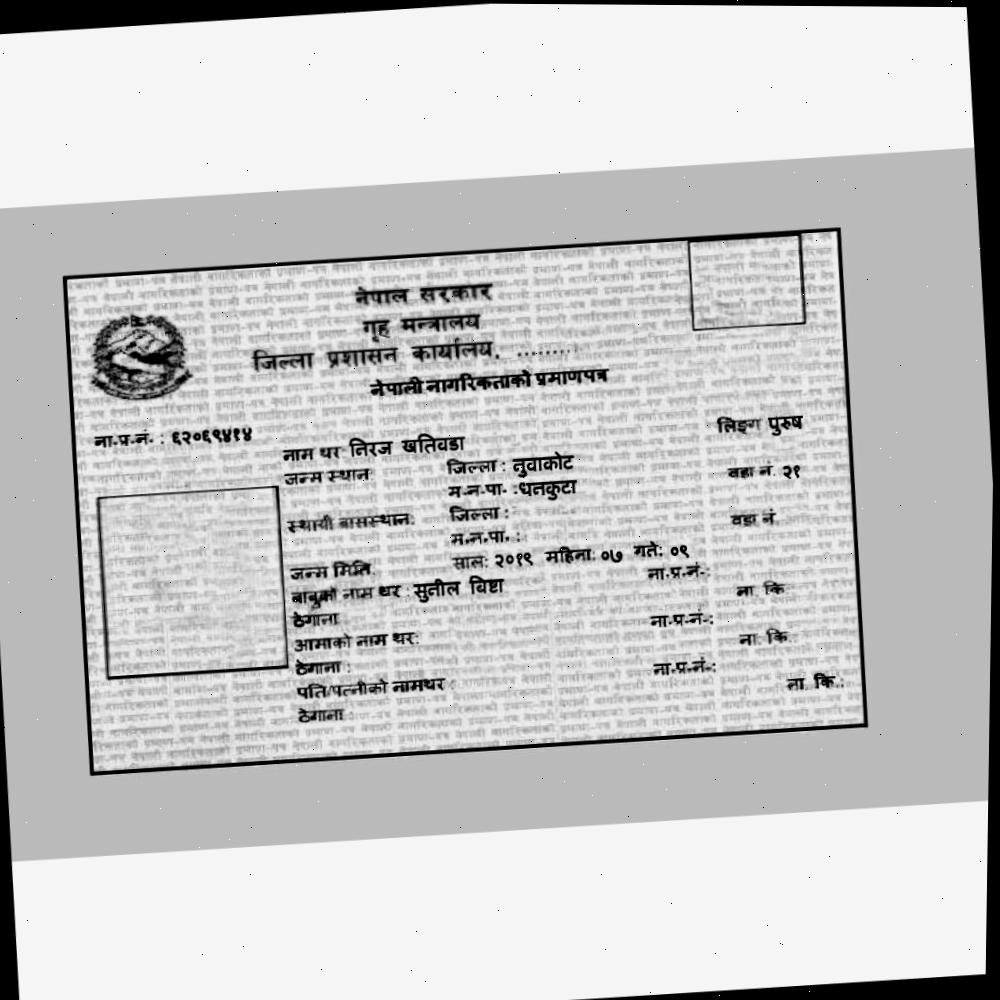 नेपाल सरकार
गृह मन्त्रालय
जिल्ला प्रशासन कार्यालय, .........
नेपाली नागरिकताको प्रमाणपत्र
ना.प्र.नं. : ६२०६९४१४
लिङ्ग पुरुष
नाम थर निरज खतिवडा
जन्म स्थान जिल्ला : नुवाकोट
म.न.पा. : धनकुटा वडा नं. २१
स्थायी बासस्थान: जिल्ला :
म.न.पा. : वडा नं
जन्म मिति साल: २०१९ महिना: ०७ गते: ०९
बाबुको नाम थर : सुनील विष्टा ना.प्र.नं.:
ठेगाना ना. कि
आमाको नाम थर: ना.प्र.नं.:
ठेगाना : ना. कि
पति/पत्नीको नामथर : ना.प्र.नं.:
ठेगाना : ना. कि.: